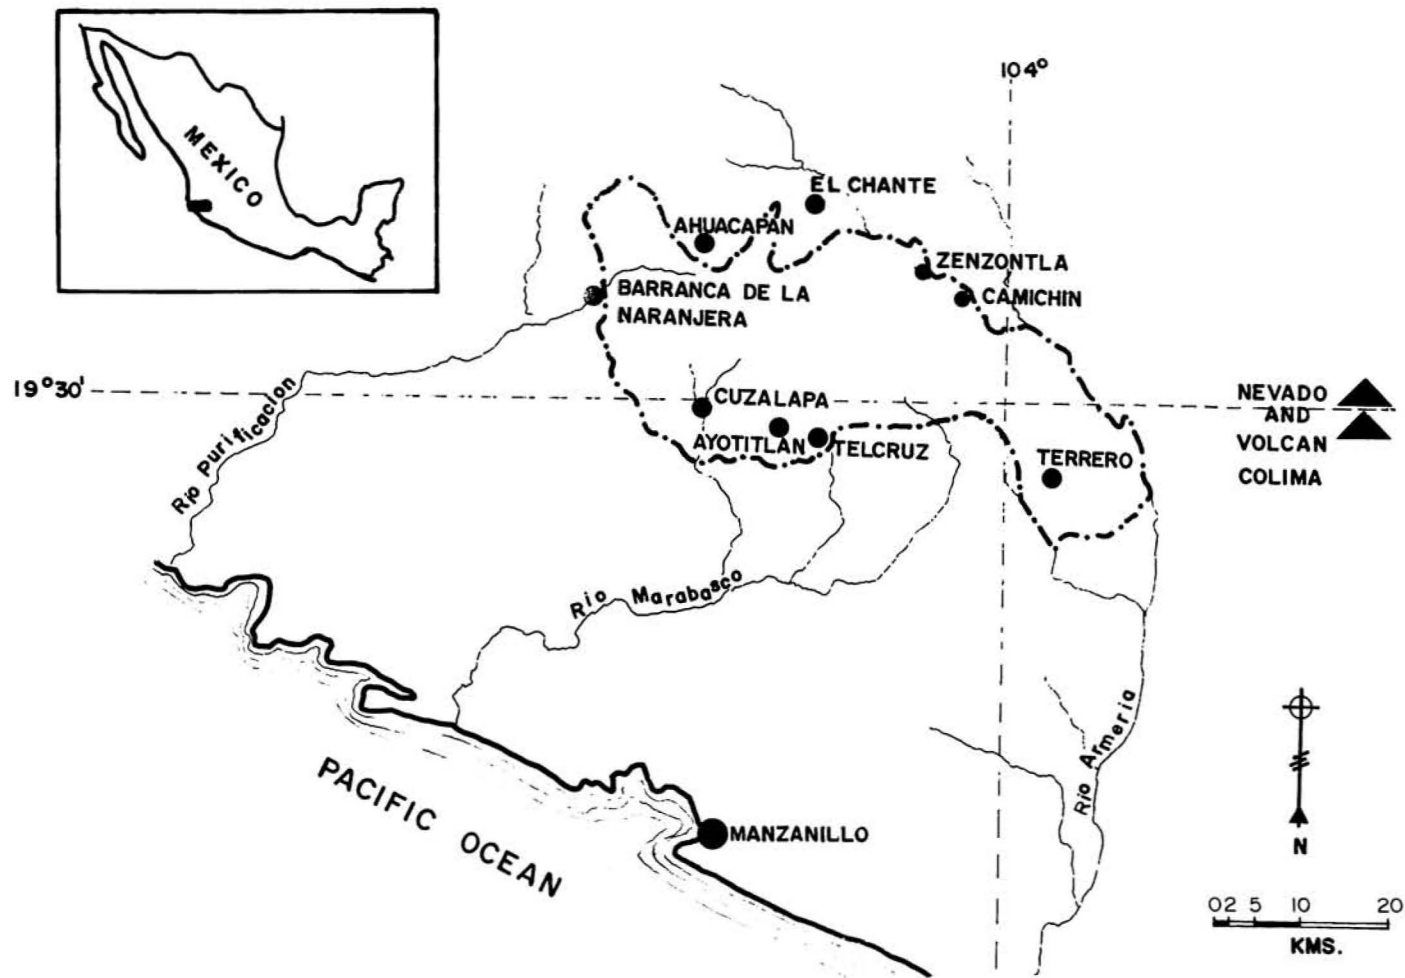 MEXICO
104°
EL CHANTE
AHUACAPAN
ZENZONTLA
CAMICHIN
BARRANCA DE LA
NARANJERA
19°30'
CUZALAPA
AYOTITLAN
TELCRUZ
TERRERO
NEVADO
AND
VOLCAN
COLIMA
Rio Purificacion
Rio Marabasco
Rio Armeria
PACIFIC OCEAN
MANZANILLO
N
0 2 5 10 20
KMS.